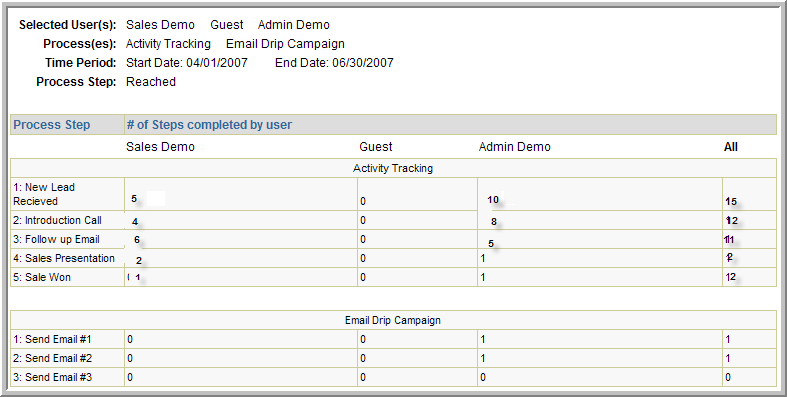 Selected User(s): Sales Demo Guest Admin Demo
Process(es): Activity Tracking Email Drip Campaign
Time Period: Start Date: 04/01/2007 End Date: 06/30/2007
Process Step: Reached
Process Step # of Steps completed by user
Sales Demo Guest Admin Demo All
Activity Tracking
1: New Lead
Recieved 5 0 10 15
2: Introduction Call 4 0 8 12
3: Follow up Email 6 0 5 11
4: Sales Presentation 2 0 1 2
5: Sale Won 1 0 1 12
Email Drip Campaign
1: Send Email #1 0 0 1 1
2: Send Email #2 0 0 1 1
3: Send Email #3 0 0 0 0